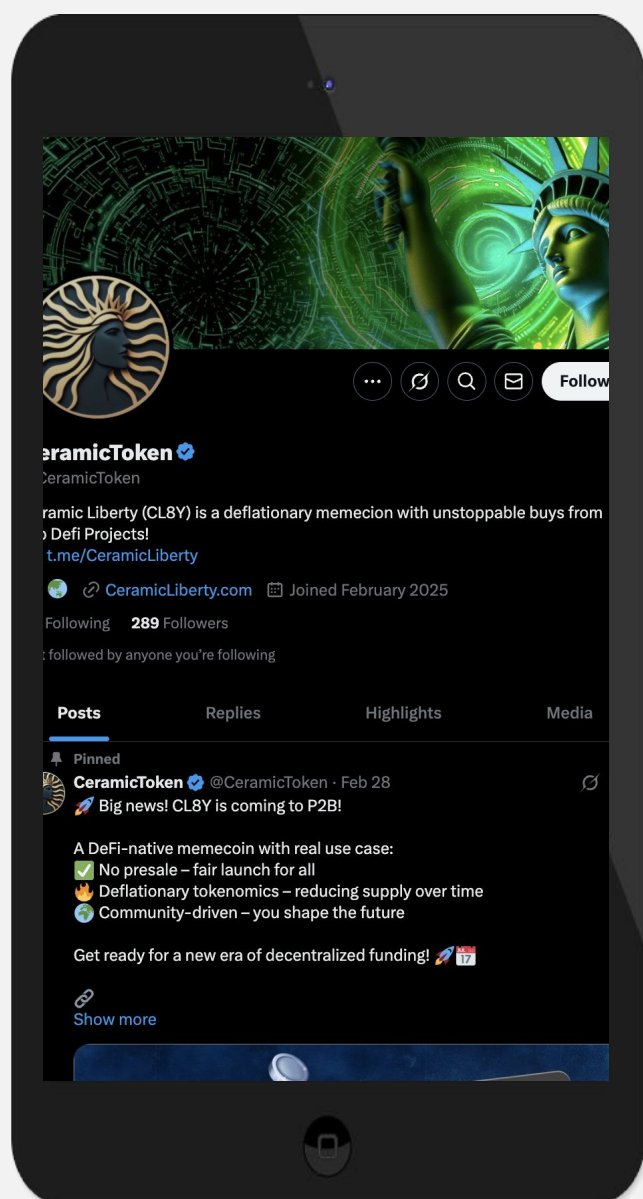 eramicToken
CeramicToken
ramic Liberty (CL8Y) is a deflationary memecion with unstoppable buys from
Defi Projects!
t.me/CeramicLiberty
CeramicLiberty.com Joined February 2025
Following 289 Followers
followed by anyone you're following
Posts Replies Highlights Media
Follow
Pinned
CeramicToken @CeramicToken · Feb 28
🚀 Big news! CL8Y is coming to P2B!
A DeFi-native memecoin with real use case:
✅ No presale – fair launch for all
🔥 Deflationary tokenomics – reducing supply over time
🌍 Community-driven – you shape the future
Get ready for a new era of decentralized funding! 🚀📅
Show more